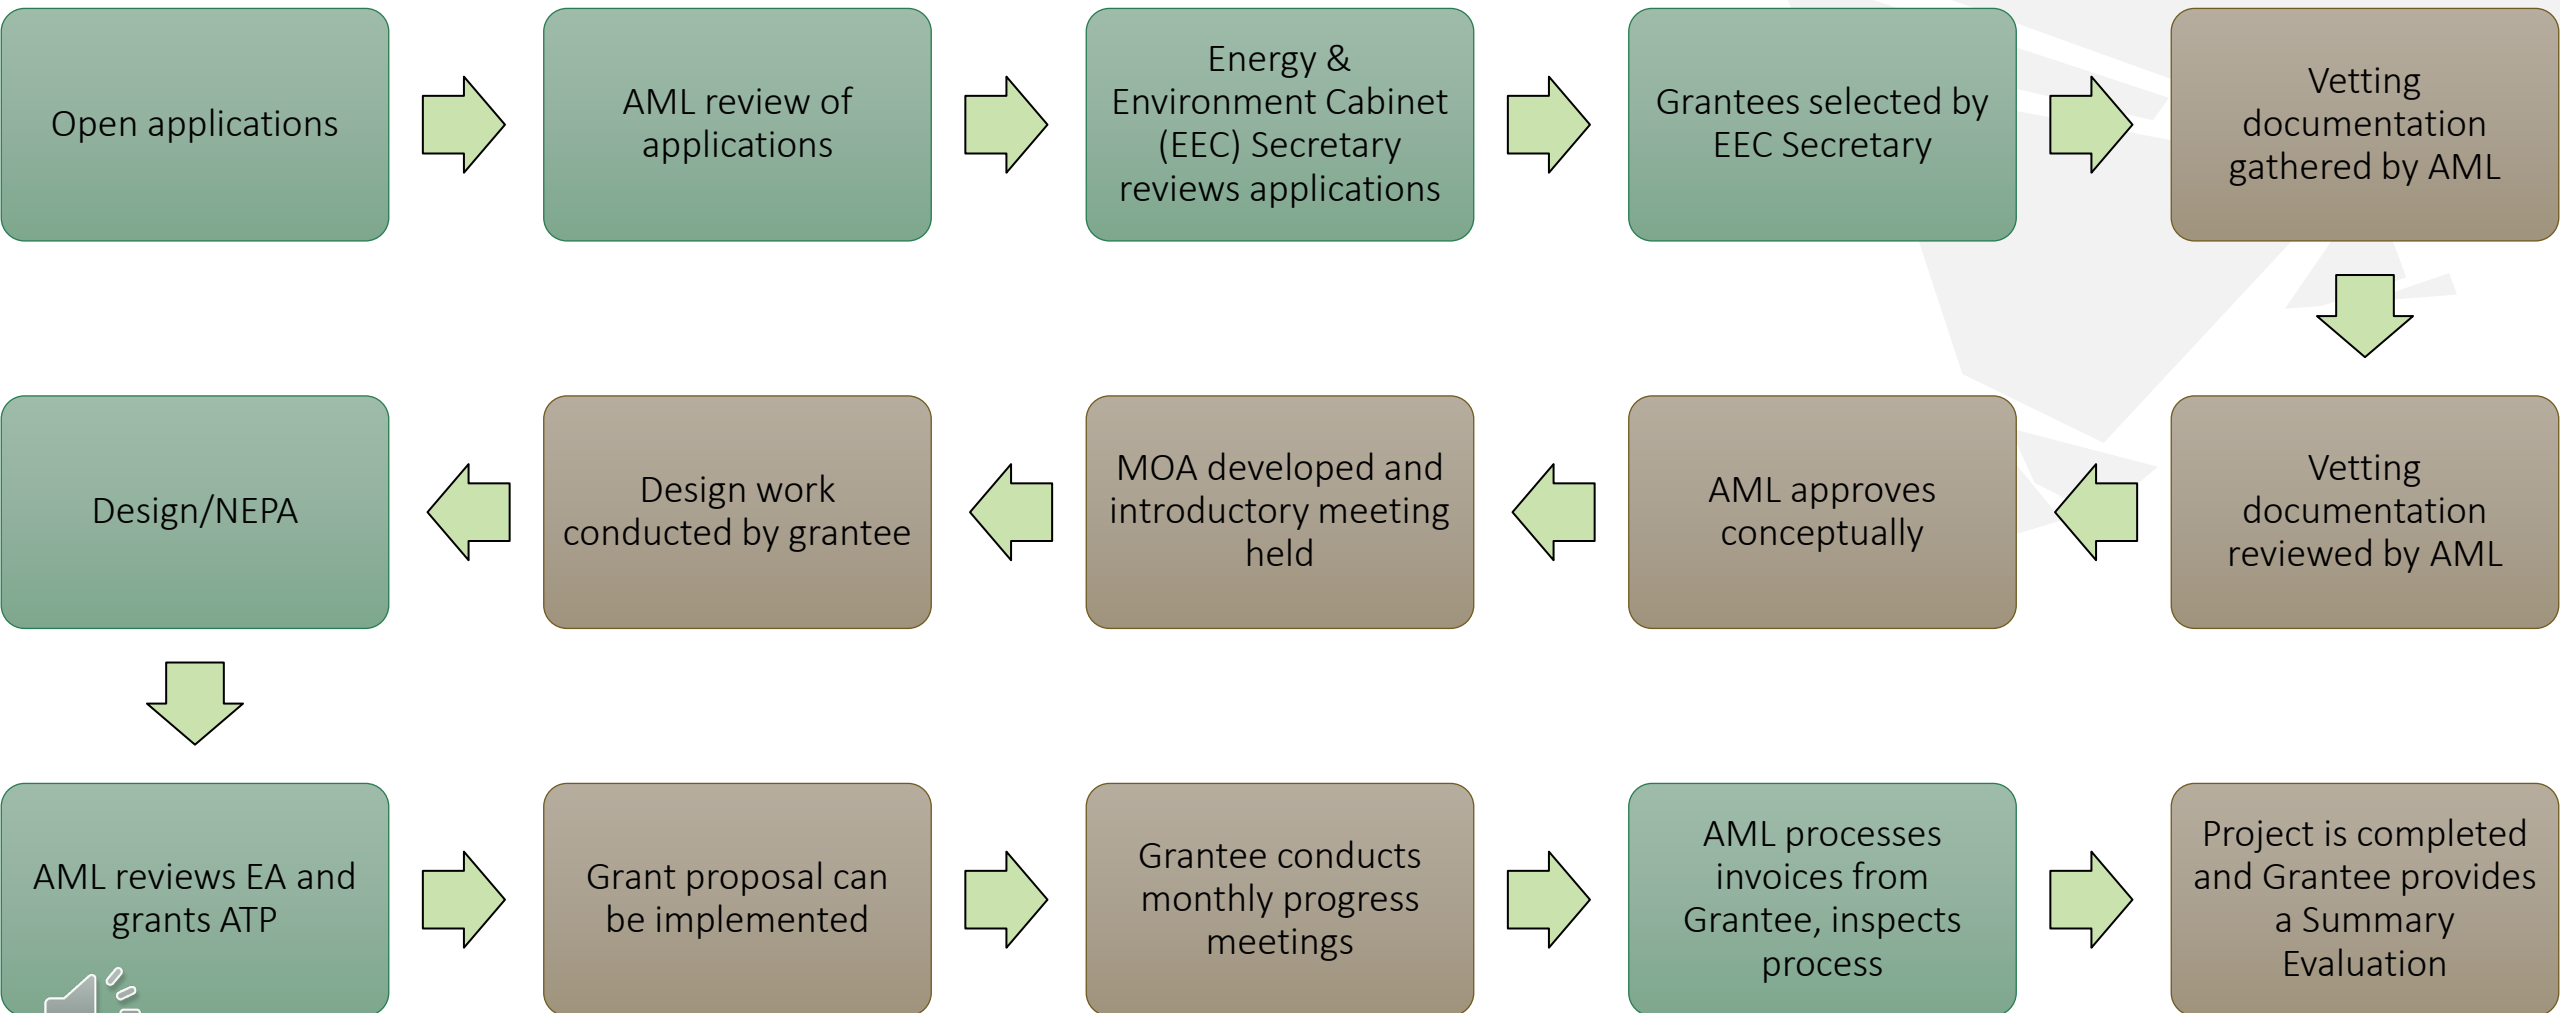 Open applications
AML review of
applications
Energy &
Environment Cabinet
(EEC) Secretary
reviews applications
Grantees selected by
EEC Secretary
Vetting
documentation
gathered by AML
Vetting
documentation
reviewed by AML
AML approves
conceptually
MOA developed and
introductory meeting
held
Design work
conducted by grantee
Design/NEPA
AML reviews EA and
grants ATP
Grant proposal can
be implemented
Grantee conducts
monthly progress
meetings
AML processes
invoices from
Grantee, inspects
process
Project is completed
and Grantee provides
a Summary
Evaluation